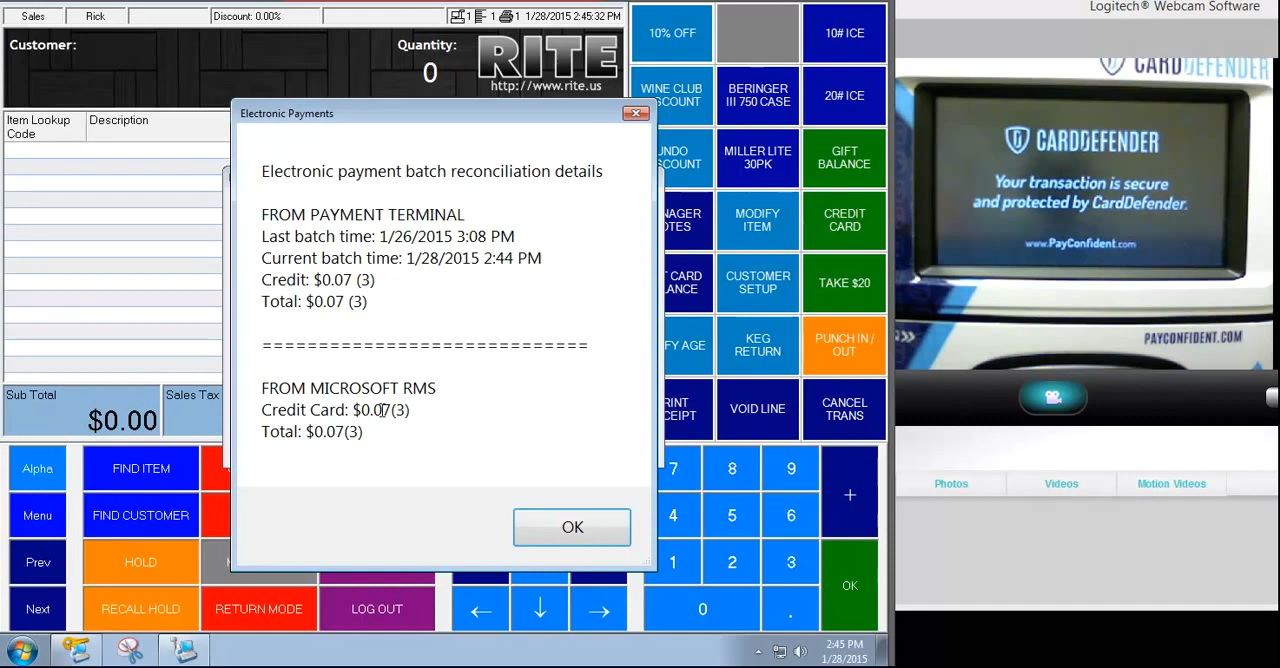 Sales
Rick
Discount: 0.00%
1
1
1
1/28/2015 2:45:32 PM
Customer:
Quantity:
0
RITE
http://www.rite.us
Item Lookup
Code
Description
Sub Total
$0.00
Sales Tax
Electronic Payments
Electronic payment batch reconciliation details
FROM PAYMENT TERMINAL
Last batch time: 1/26/2015 3:08 PM
Current batch time: 1/28/2015 2:44 PM
Credit: $0.07 (3)
Total: $0.07 (3)
=============================
FROM MICROSOFT RMS
Credit Card: $0.07(3)
Total: $0.07(3)
OK
10% OFF
10# ICE
WINE CLUB
BERINGER
III 750 CASE
20# ICE
MILLER LITE
30PK
GIFT
BALANCE
MODIFY
ITEM
CREDIT
CARD
CARD
CUSTOMER
SETUP
TAKE $20
AGE
KEG
RETURN
PUNCH IN /
OUT
VOID LINE
CANCEL
TRANS
Alpha
FIND ITEM
Menu
FIND CUSTOMER
Prev
HOLD
Next
RECALL HOLD
RETURN MODE
LOG OUT
← ↓ →
7 8 9 +
4 5 6
1 2 3
0 .
OK
2:45 PM
1/28/2015
Logitech® Webcam Software
CARDDEFENDER
CARDDEFENDER
Your transaction is secure
and protected by CardDefender.
www.PayConfident.com
PAYCONFIDENT.COM
Photos
Videos
Motion Videos